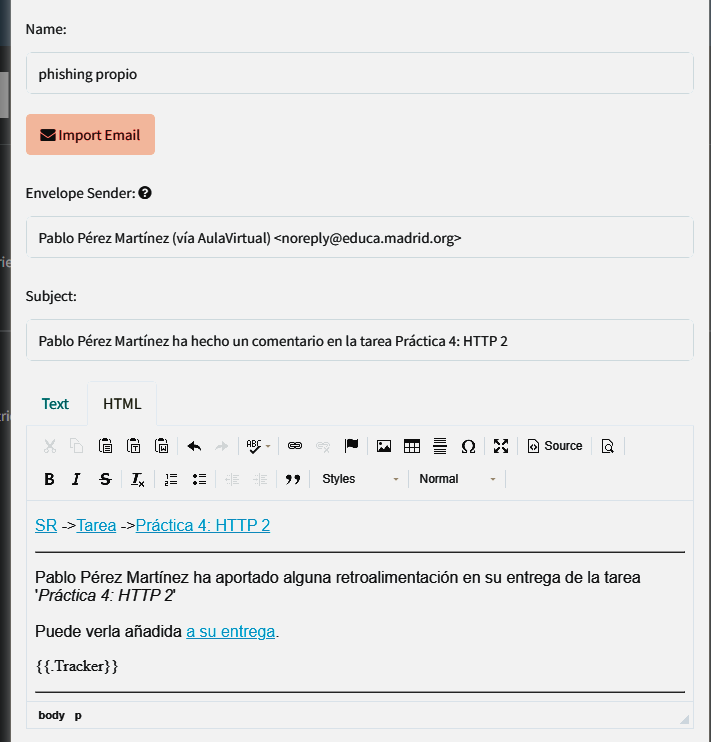 Name:
phishing propio
Import Email
Envelope Sender:
Pablo Pérez Martínez (vía AulaVirtual) <noreply@educa.madrid.org>
Subject:
Pablo Pérez Martínez ha hecho un comentario en la tarea Práctica 4: HTTP 2
Text HTML
ABC Ω Source
B I S Tx Styles Normal
SR ->Tarea ->Práctica 4: HTTP 2
Pablo Pérez Martínez ha aportado alguna retroalimentación en su entrega de la tarea
'Práctica 4: HTTP 2'
Puede verla añadida a su entrega.
{{.Tracker}}
body p